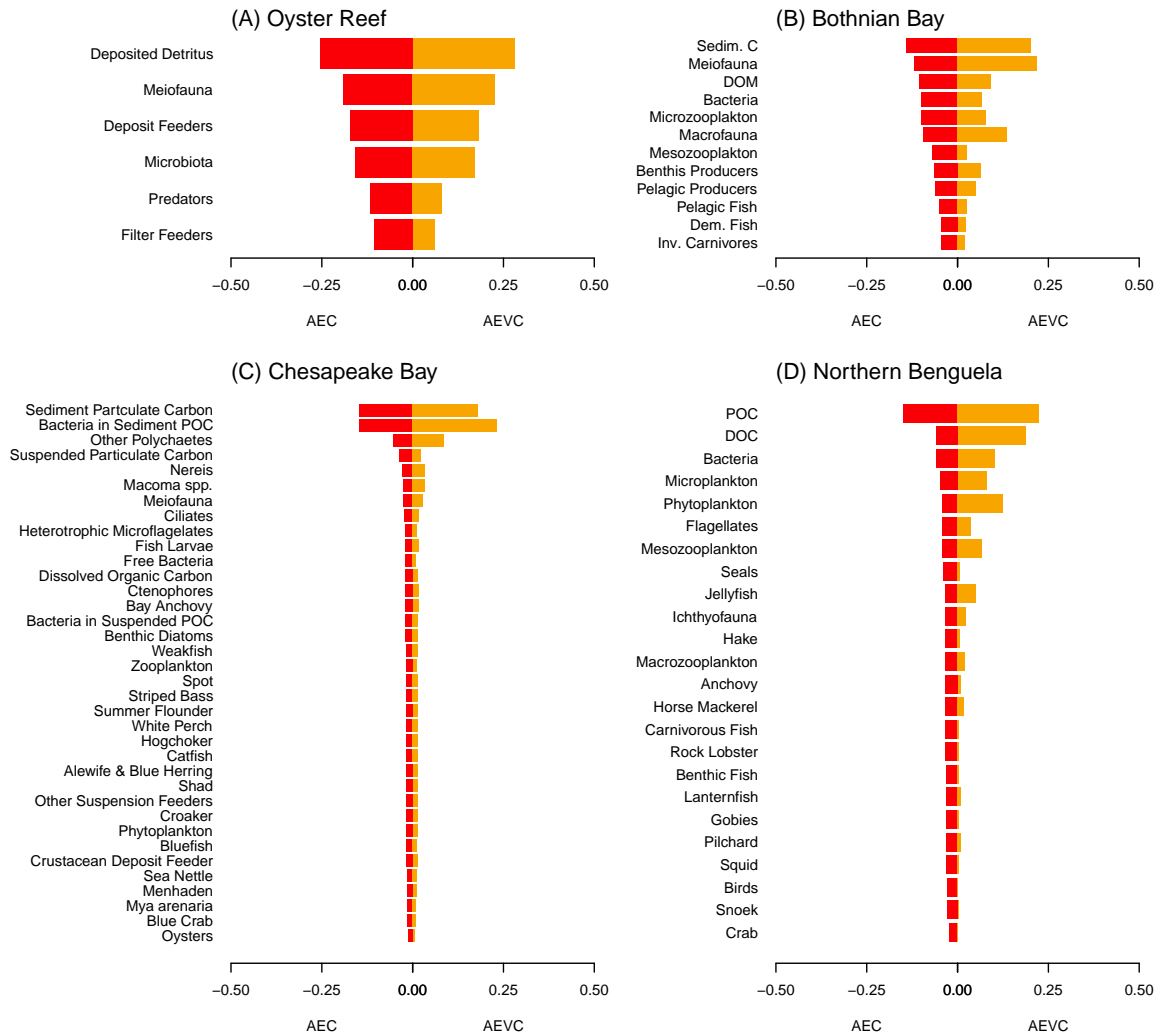 (A) Oyster Reef
Deposited Detritus
Meiofauna
Deposit Feeders
Microbiota
Predators
Filter Feeders
−0.50 −0.25 0.00 0.25 0.50
AEC AEVC
(B) Bothnian Bay
Sedim. C
Meiofauna
DOM
Bacteria
Microzooplakton
Macrofauna
Mesozooplakton
Benthis Producers
Pelagic Producers
Pelagic Fish
Dem. Fish
Inv. Carnivores
−0.50 −0.25 0.00 0.25 0.50
AEC AEVC
(C) Chesapeake Bay
Sediment Partculate Carbon
Bacteria in Sediment POC
Other Polychaetes
Suspended Particulate Carbon
Nereis
Macoma spp.
Meiofauna
Ciliates
Heterotrophic Microflagelates
Fish Larvae
Free Bacteria
Dissolved Organic Carbon
Ctenophores
Bay Anchovy
Bacteria in Suspended POC
Benthic Diatoms
Weakfish
Zooplankton
Spot
Striped Bass
Summer Flounder
White Perch
Hogchoker
Catfish
Alewife & Blue Herring
Shad
Other Suspension Feeders
Croaker
Phytoplankton
Bluefish
Crustacean Deposit Feeder
Sea Nettle
Menhaden
Mya arenaria
Blue Crab
Oysters
−0.50 −0.25 0.00 0.25 0.50
AEC AEVC
(D) Northern Benguela
POC
DOC
Bacteria
Microplankton
Phytoplankton
Flagellates
Mesozooplankton
Seals
Jellyfish
Ichthyofauna
Hake
Macrozooplankton
Anchovy
Horse Mackerel
Carnivorous Fish
Rock Lobster
Benthic Fish
Lanternfish
Gobies
Pilchard
Squid
Birds
Snoek
Crab
−0.50 −0.25 0.00 0.25 0.50
AEC AEVC